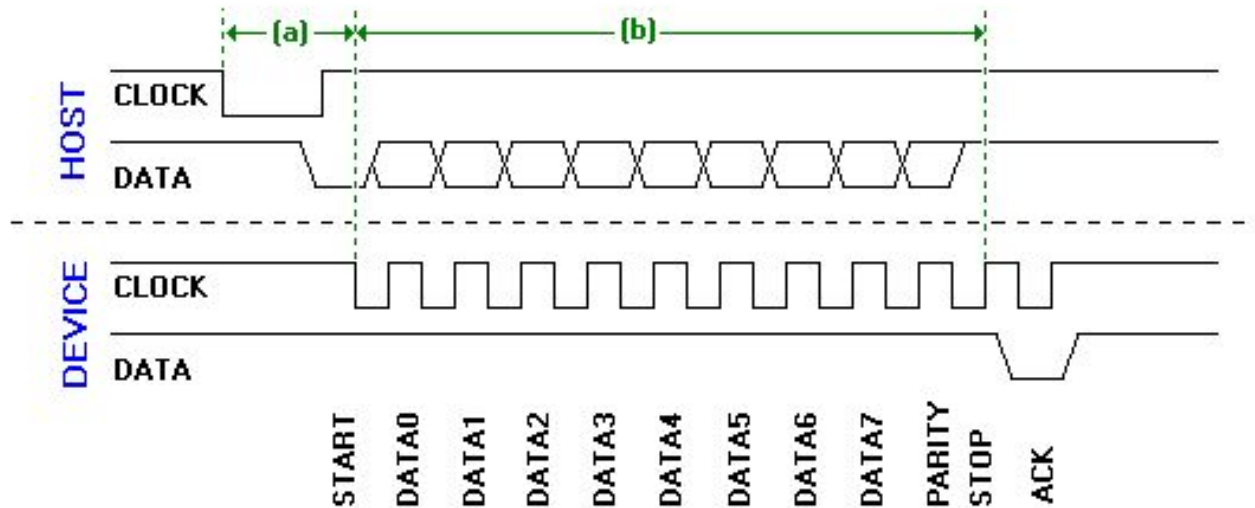 (a)
(b)
HOST
CLOCK
DATA
DEVICE
CLOCK
DATA
START
DATA0
DATA1
DATA2
DATA3
DATA4
DATA5
DATA6
DATA7
PARITY
STOP
ACK